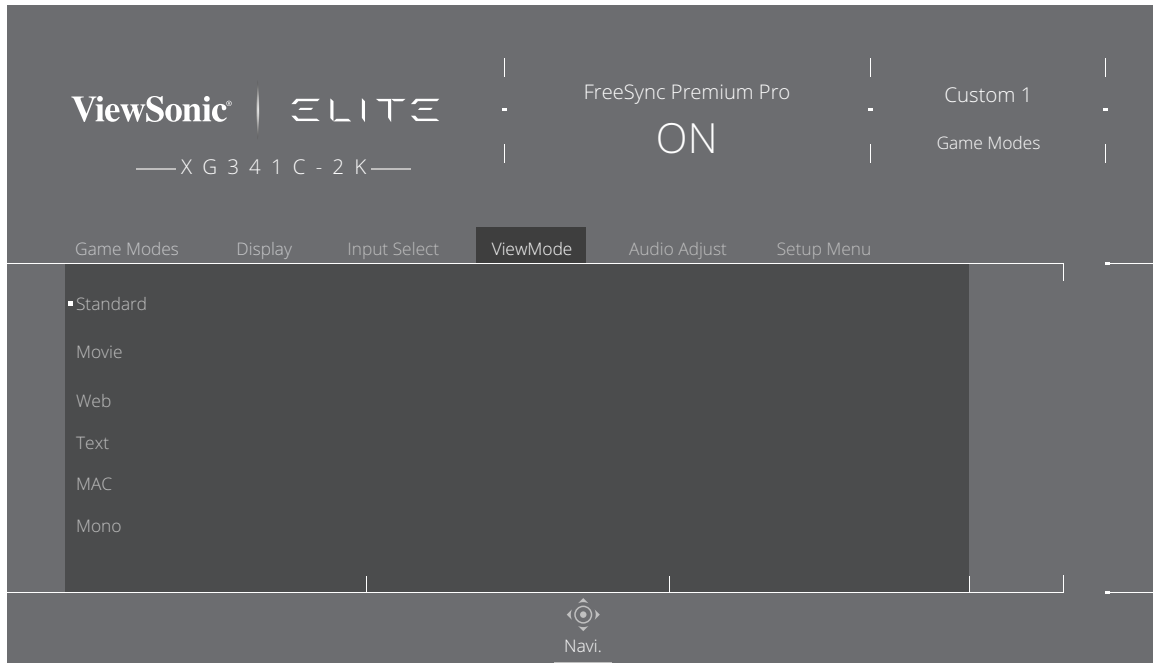 ViewSonic® | ELITE
XG341C-2K
FreeSync Premium Pro
ON
Custom 1
Game Modes
Game Modes Display Input Select ViewMode Audio Adjust Setup Menu
Standard
Movie
Web
Text
MAC
Mono
Navi.